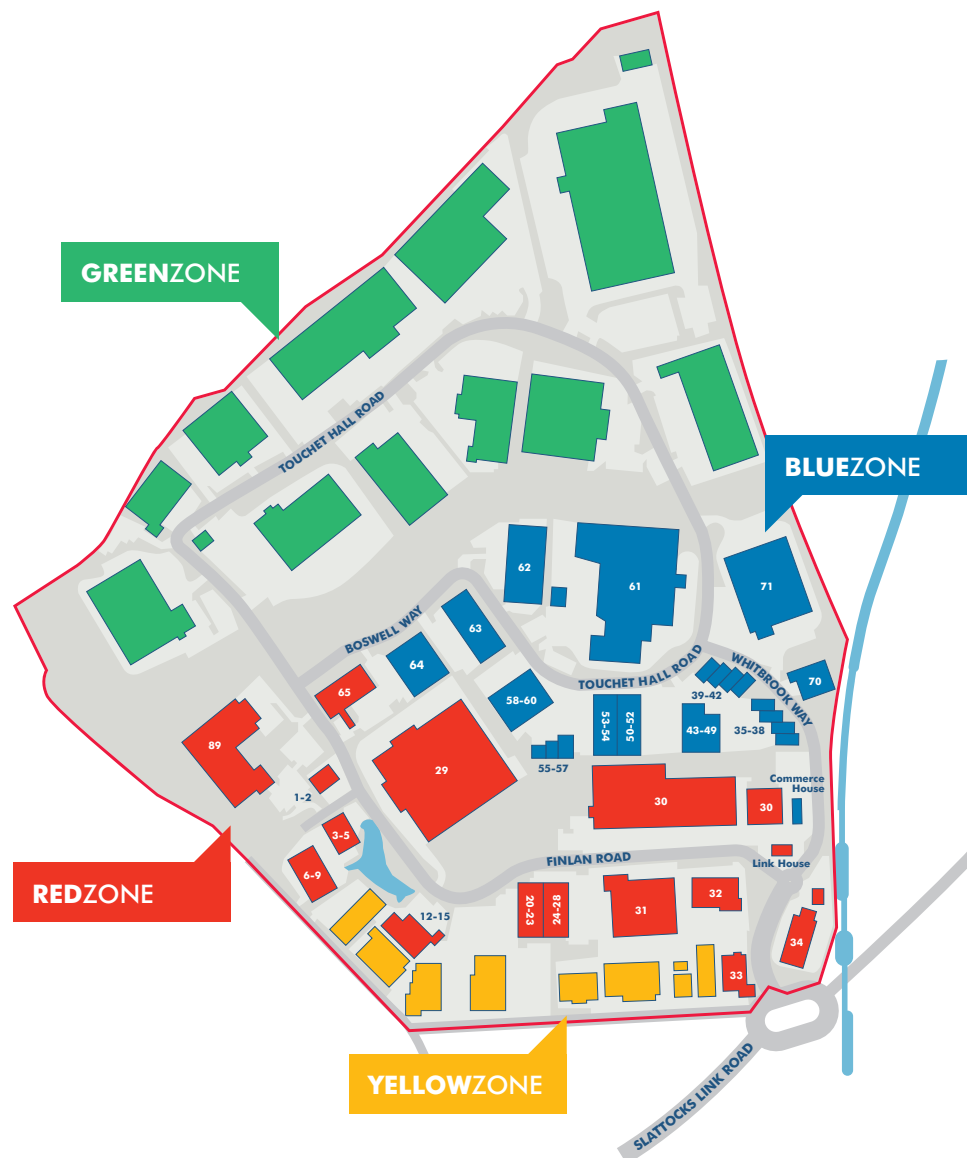 GREENZONE
TOUCHET HALL ROAD
BLUEZONE
62
61
71
BOSWELL WAY
63
64
TOUCHET HALL ROAD
WHITBROOK WAY
65
58-60
39-42
70
53-54
50-52
43-49
35-38
89
29
55-57
Commerce
House
1-2
30
30
3-5
FINLAN ROAD
Link House
6-9
REDZONE
12-15
20-23
24-28
31
32
34
33
YELLOWZONE
SLATTOCKS LINK ROAD